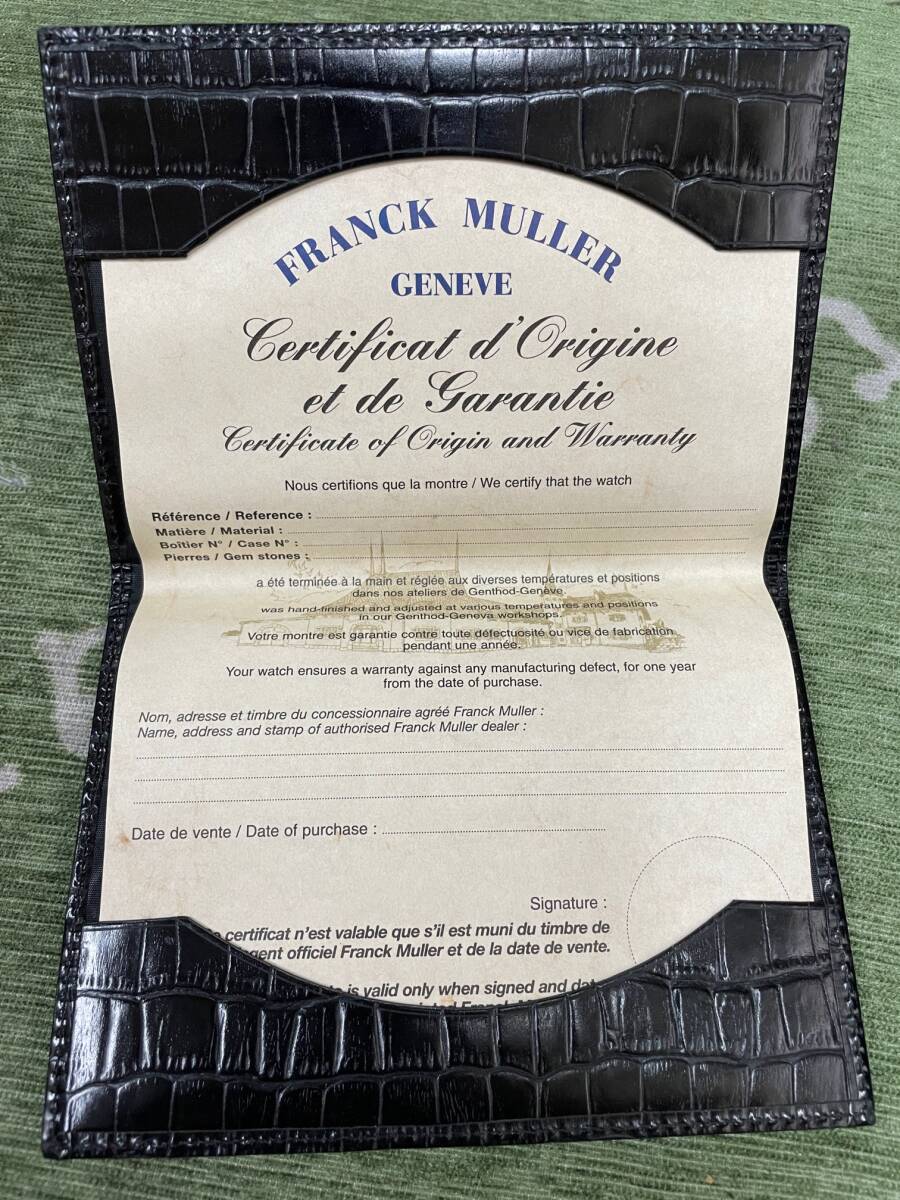 FRANCK MULLER
GENEVE
Certificat d'Origine
et de Garantie
Certificate of Origin and Warranty
Nous certifions que la montre / We certify that the watch
Référence / Reference :
Matière / Material :
Boîtier N° / Case N° :
Pierres / Gem stones :
a été terminée à la main et réglée aux diverses températures et positions
dans nos ateliers de Genthod-Genève.
was hand-finished and adjusted at various temperatures and positions
in our Genthod-Geneva workshops.
Votre montre est garantie contre toute défectuosité ou vice de fabrication
pendant une année.
Your watch ensures a warranty against any manufacturing defect, for one year
from the date of purchase.
Nom, adresse et timbre du concessionnaire agréé Franck Muller :
Name, address and stamp of authorised Franck Muller dealer :
Date de vente / Date of purchase :
Signature :
certificat n'est valable que s'il est muni du timbre de
gent officiel Franck Muller et de la date de vente.
is valid only when signed and dat